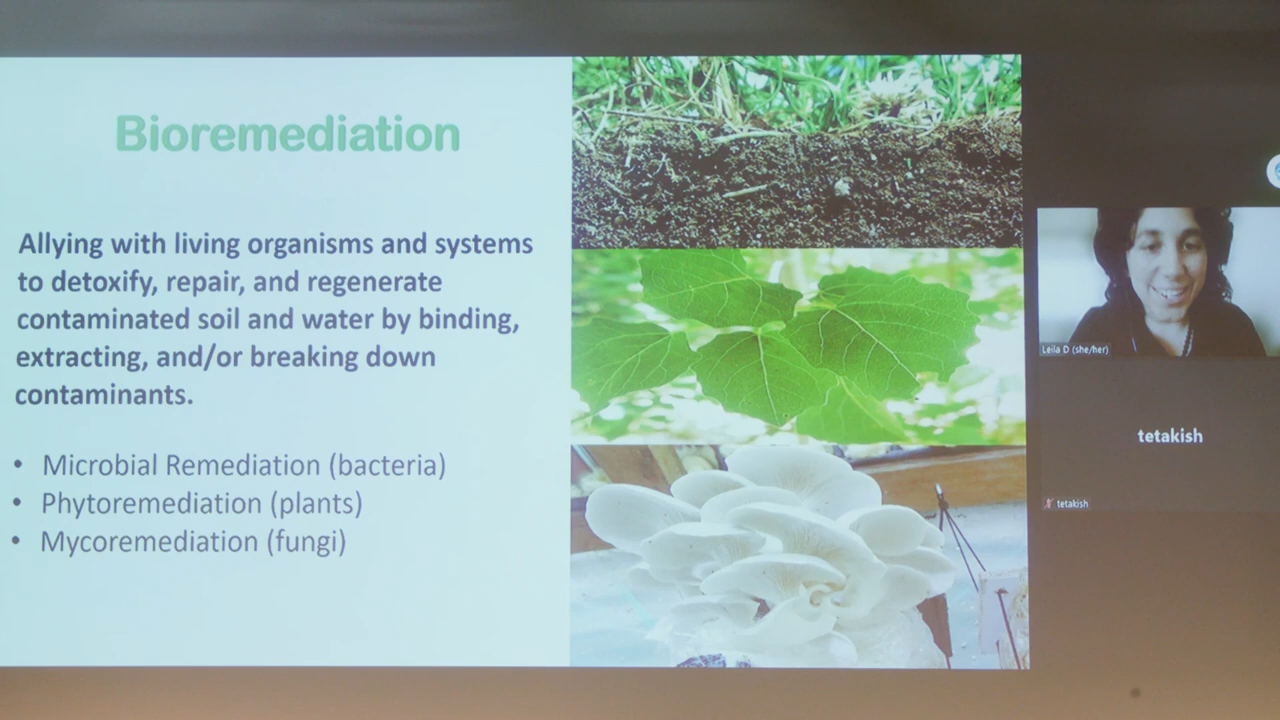 Bioremediation
Allying with living organisms and systems
to detoxify, repair, and regenerate
contaminated soil and water by binding,
extracting, and/or breaking down
contaminants.
• Microbial Remediation (bacteria)
• Phytoremediation (plants)
• Mycoremediation (fungi)
Leila D (she/her)
tetakish
tetakish